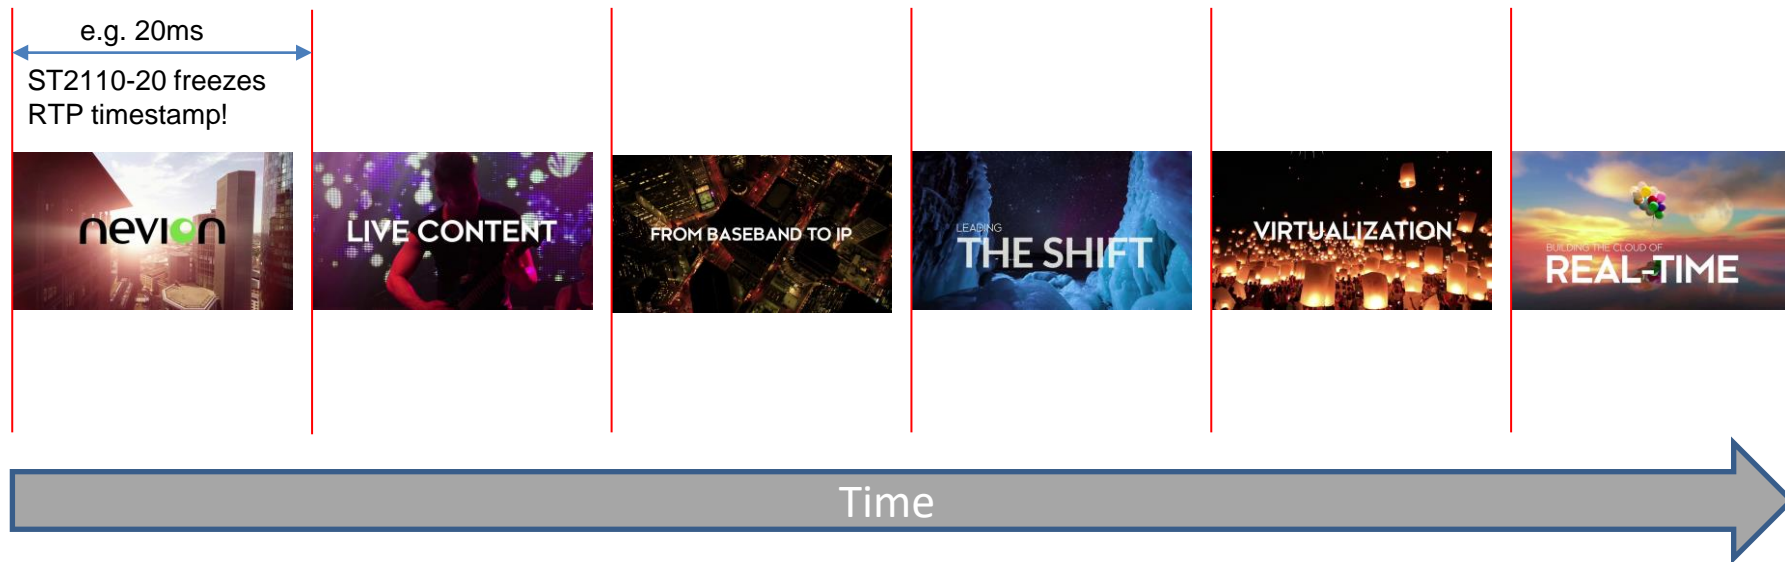 e.g. 20ms
ST2110-20 freezes
RTP timestamp!
nevion
LIVE CONTENT
FROM BASEBAND TO IP
LEADING
THE SHIFT
VIRTUALIZATION
BUILDING THE CLOUD OF
REAL-TIME
Time